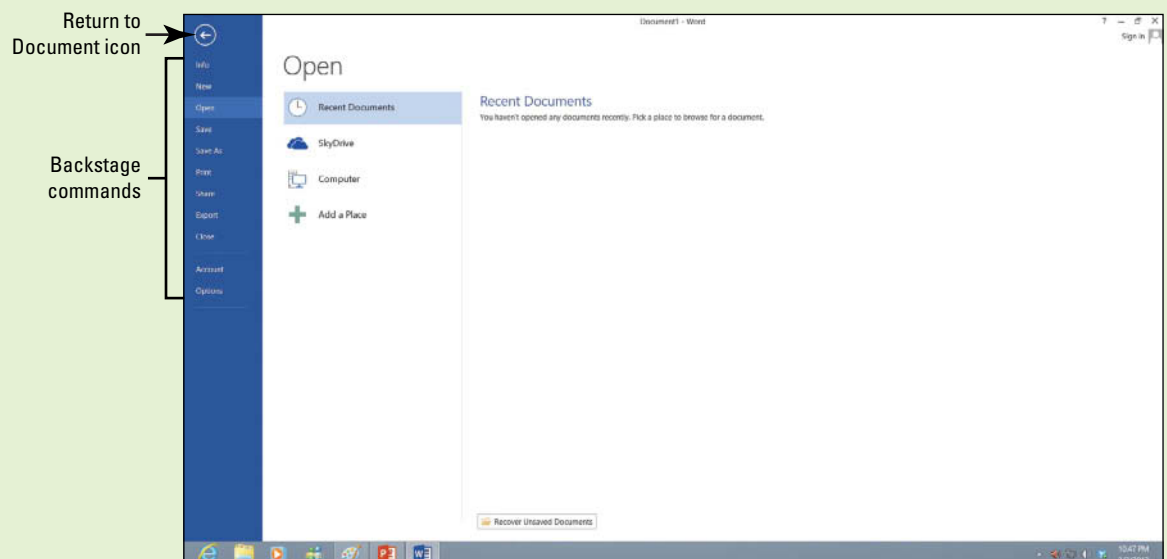 Return to
Document icon
Backstage
commands
Document1 - Word
?
Sign in
Info
New
Open
Save
Save As
Print
Share
Export
Close
Account
Options
Open
Recent Documents
SkyDrive
Computer
Add a Place
Recent Documents
You haven't opened any documents recently. Pick a place to browse for a document.
Recover Unsaved Documents
10:47 PM